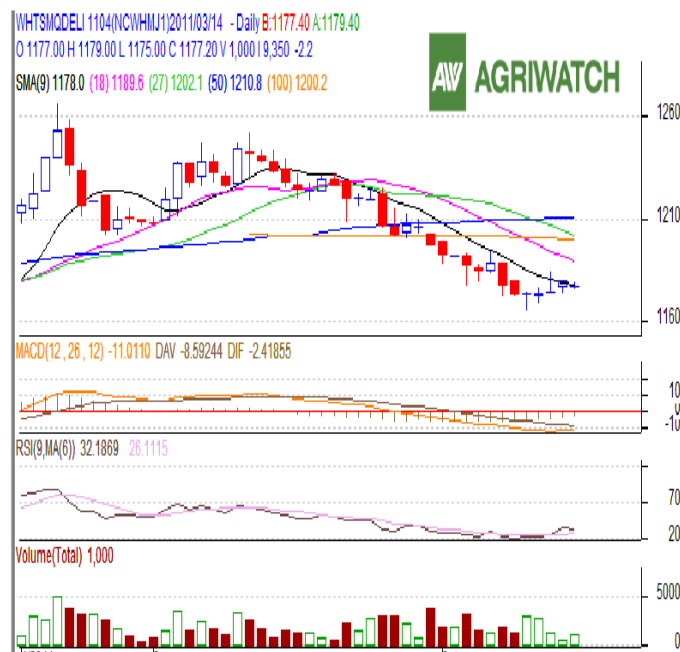 WHTSMQDELI 1104(NCWHMJ1)2011/03/14 - Daily B:1177.40 A:1179.40
O 1177.00 H 1179.00 L 1175.00 C 1177.20 V 1,000 I 9,350 -2.2
SMA(9) 1178.0 (18) 1189.6 (27) 1202.1 (50) 1210.8 (100) 1200.2
AW AGRIWATCH
1260
1210
1160
MACD(12 , 26 , 12) -11.0110 DAV -8.59244 DIF -2.41855
10
0
-10
RSI(9,MA(6)) 32.1869 26.1115
70
20
Volume(Total) 1,000
5000
0